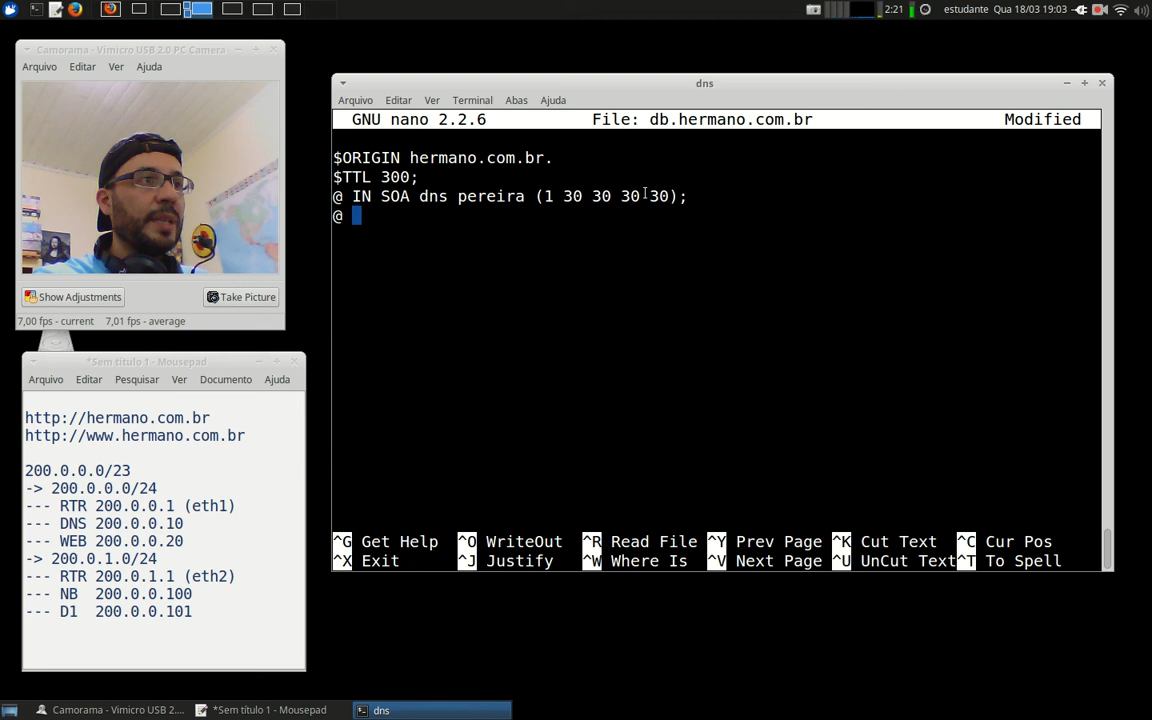 2:21
estudante Qua 18/03 19:03
Camorama - Vimicro USB 2.0 PC Camera
Arquivo Editar Ver Ajuda
Show Adjustments
Take Picture
7,00 fps - current 7,01 fps - average
*Sem título 1 - Mousepad
Arquivo Editar Pesquisar Ver Documento Ajuda
http://hermano.com.br
http://www.hermano.com.br
200.0.0.0/23
-> 200.0.0.0/24
--- RTR 200.0.0.1 (eth1)
--- DNS 200.0.0.10
--- WEB 200.0.0.20
-> 200.0.1.0/24
--- RTR 200.0.1.1 (eth2)
--- NB 200.0.0.100
--- D1 200.0.0.101
dns
Arquivo Editar Ver Terminal Abas Ajuda
GNU nano 2.2.6 File: db.hermano.com.br Modified
$ORIGIN hermano.com.br.
$TTL 300;
@ IN SOA dns pereira (1 30 30 30 30);
@
^G Get Help ^O WriteOut ^R Read File ^Y Prev Page ^K Cut Text ^C Cur Pos
^X Exit ^J Justify ^W Where Is ^V Next Page ^U UnCut Text ^T To Spell
Camorama - Vimicro USB 2....
*Sem título 1 - Mousepad
dns